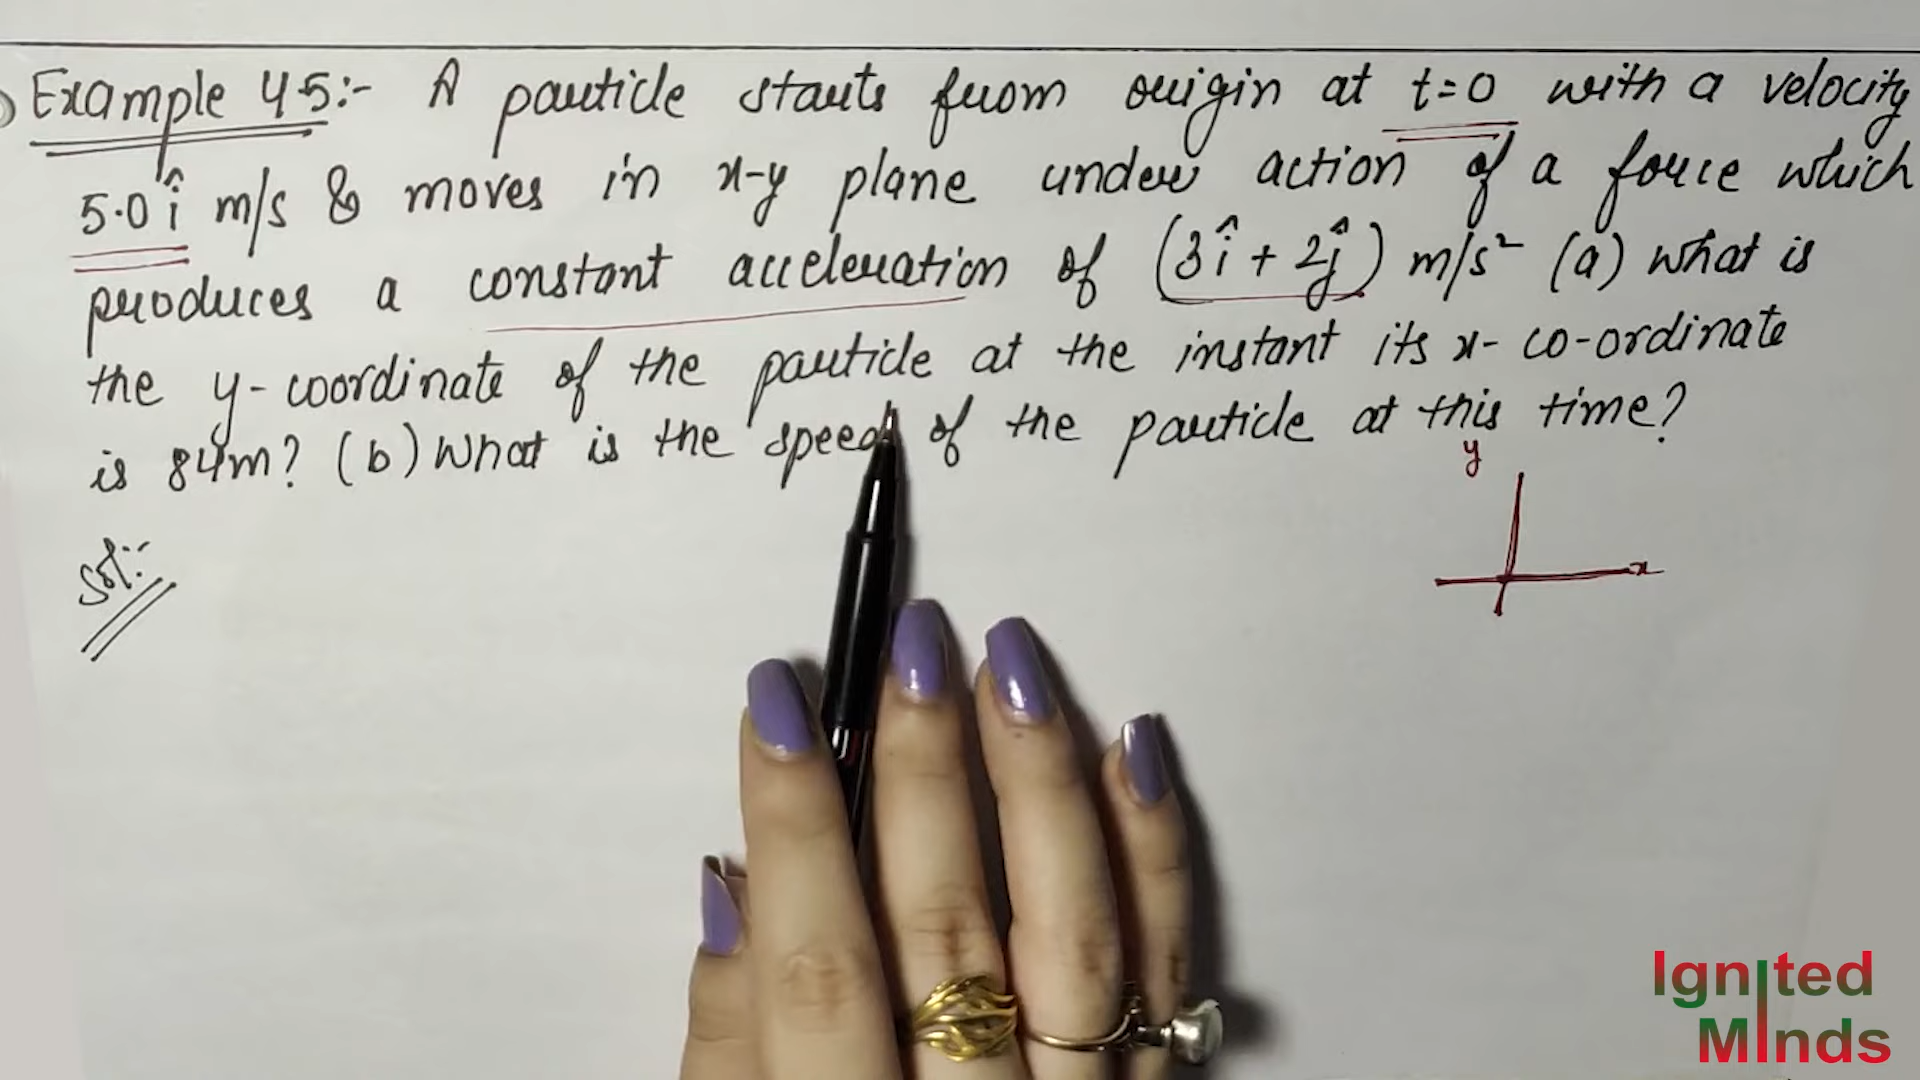 Example 4.5:- A particle starts from origin at t=0 with a velocity
5.0 î m/s & moves in x-y plane under action of a force which
produces a constant acceleration of (3î + 2ĵ) m/s² (a) what is
the y-coordinate of the particle at the instant its x-co-ordinate
is 84m? (b) What is the speed of the particle at this time?
y
x
Sol:-
Ignited
Minds